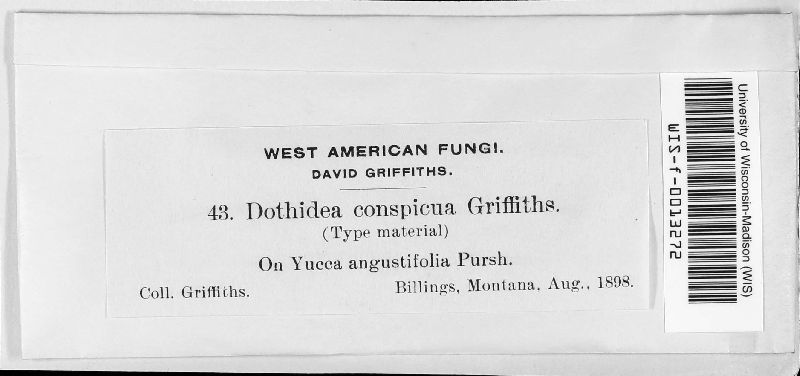 WEST AMERICAN FUNGI.
DAVID GRIFFITHS.
43. Dothidea conspicua Griffiths.
(Type material)
On Yucca angustifolia Pursh.
Coll. Griffiths.
Billings, Montana, Aug., 1898.
University of Wisconsin-Madison (WIS)
WIS-f-0013272